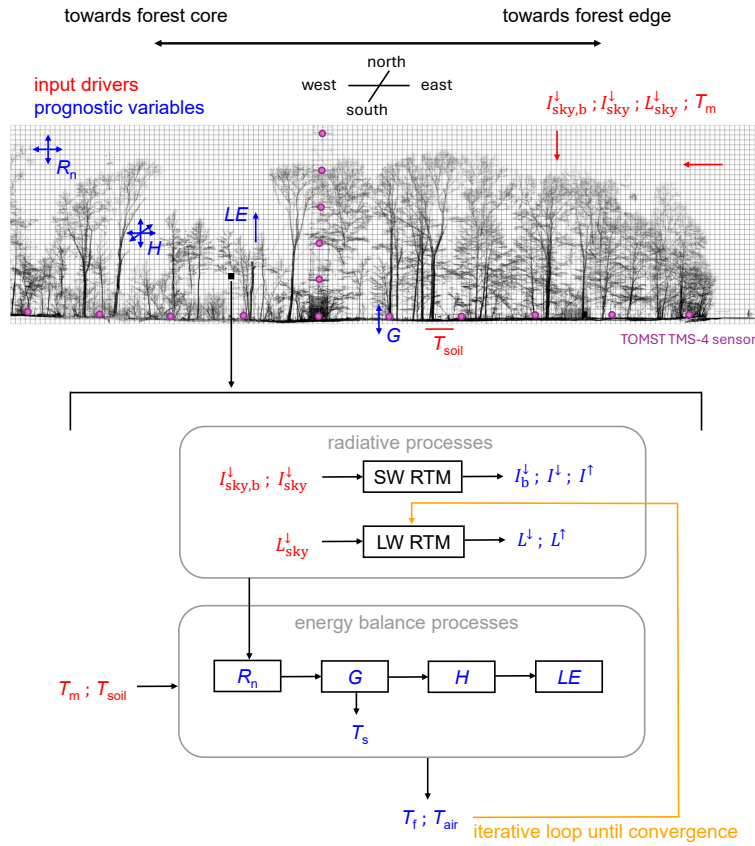 towards forest core
towards forest edge
north
west
east
south
input drivers
prognostic variables
I↓sky,b ; I↓sky ; L↓sky ; Tm
Rn
H
LE
G
Tsoil
TOMST TMS-4 sensor
radiative processes
I↓sky,b ; I↓sky
SW RTM
I↓b ; I↓ ; I↑
L↓sky
LW RTM
L↓ ; L↑
energy balance processes
Tm ; Tsoil
Rn
G
H
LE
Ts
Tf ; Tair
iterative loop until convergence